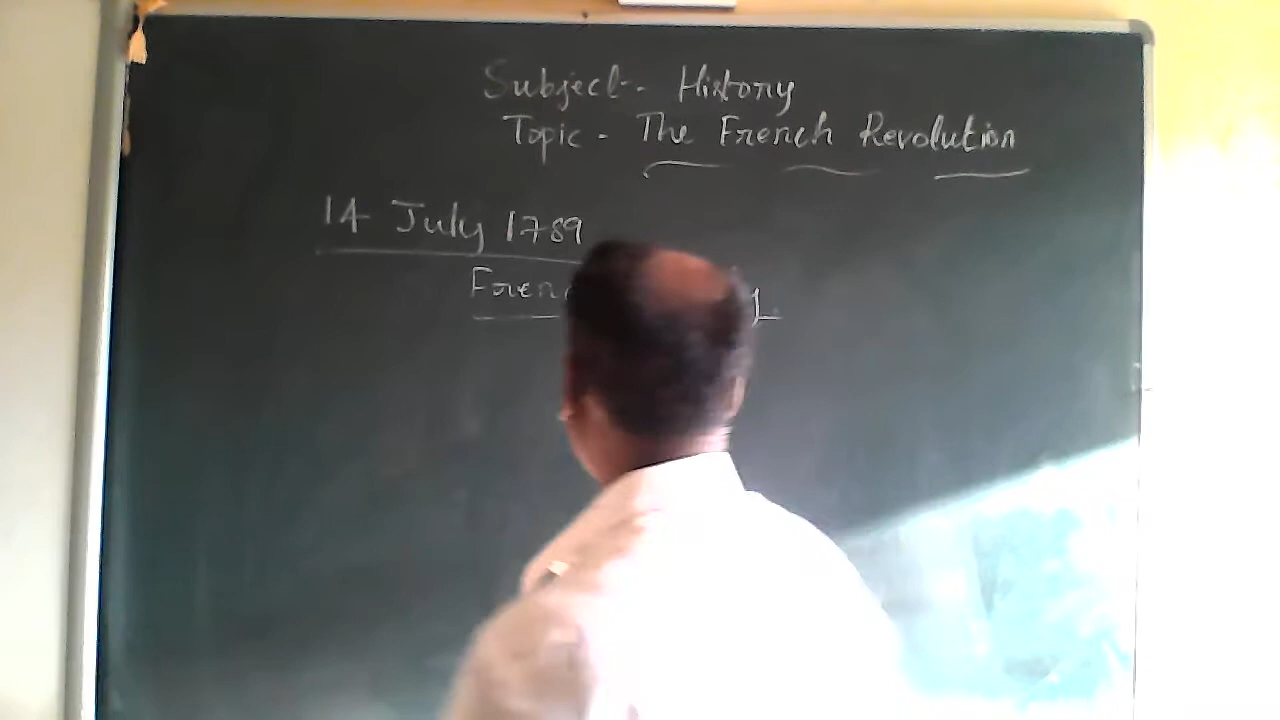 Subject - History
Topic - The French Revolution
14 July 1789